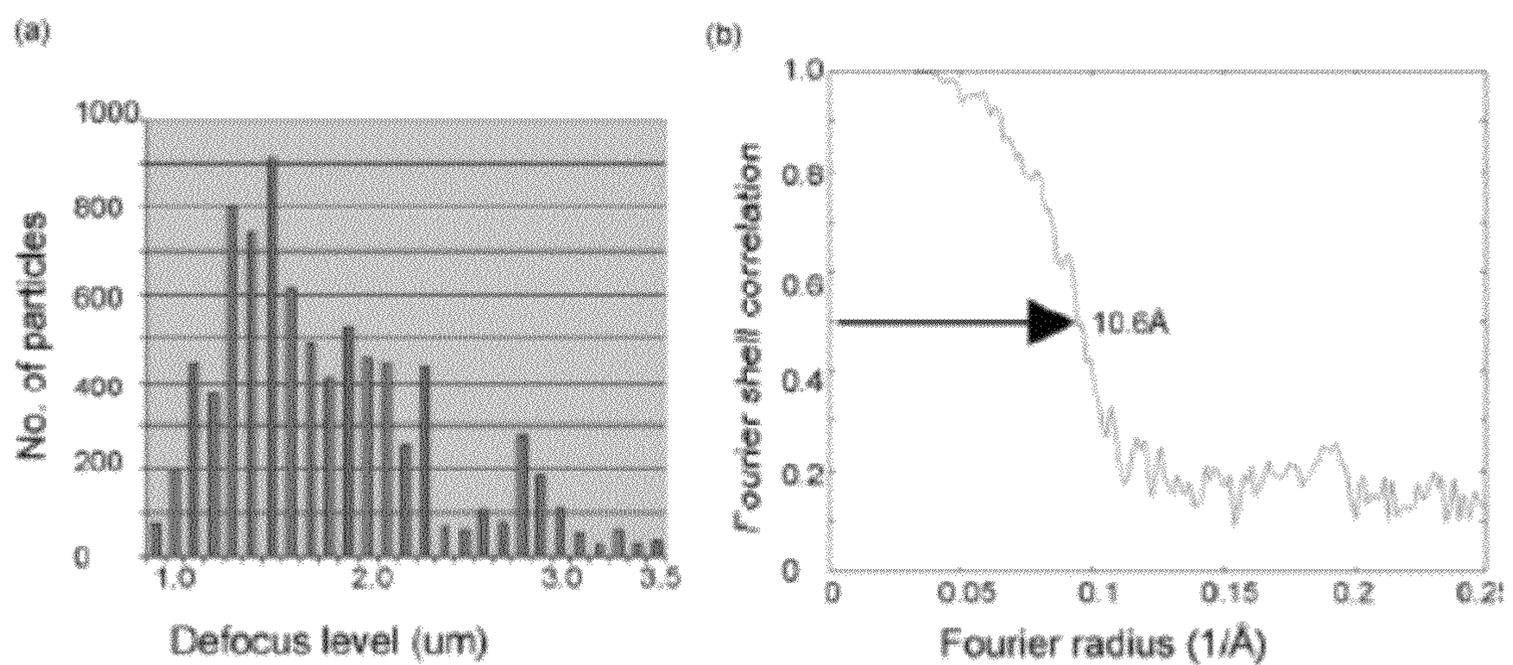 (a)
1000
800
600
400
200
0
1.0 2.0 3.0 3.5
No. of particles
Defocus level (um)
(b)
1.0
0.8
0.6
0.4
0.2
0
0 0.05 0.1 0.15 0.2
10.6Å
Fourier shell correlation
Fourier radius (1/Å)